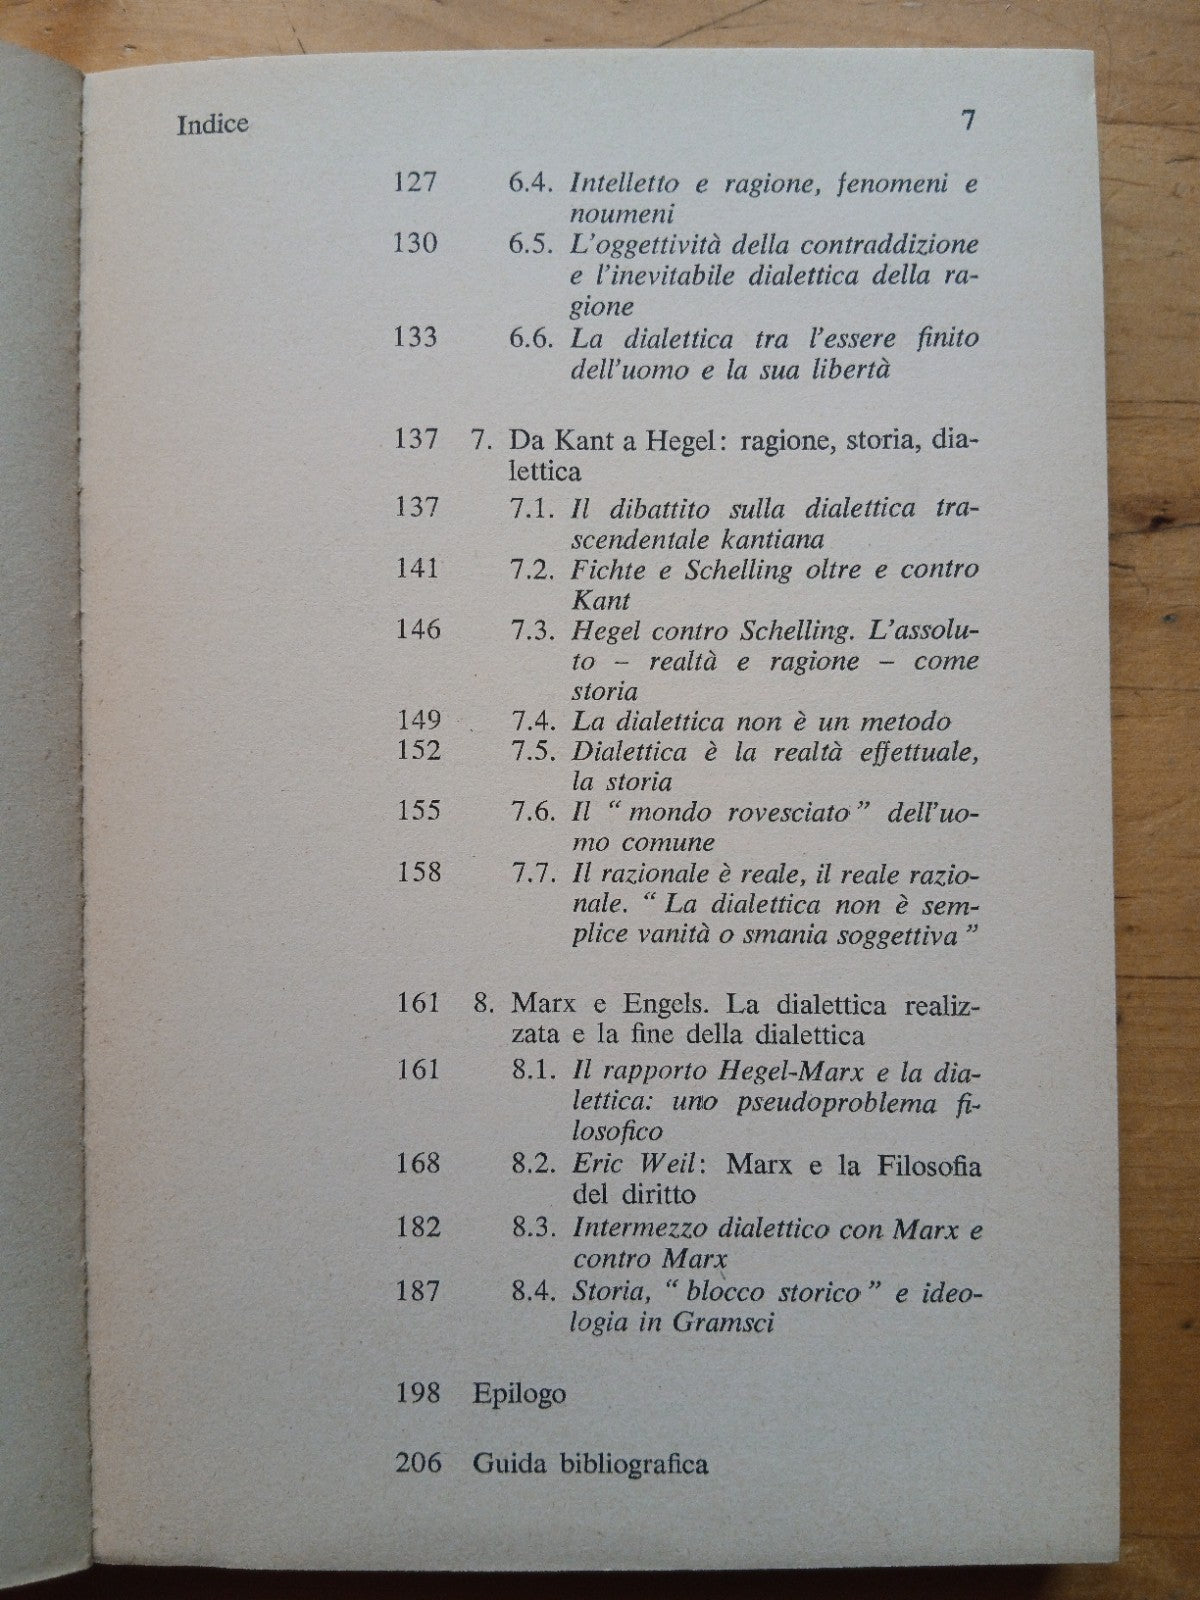 Indice 7
127 6.4. Intelletto e ragione, fenomeni e
noumeni
130 6.5. L'oggettività della contraddizione
e l'inevitabile dialettica della ra-
gione
133 6.6. La dialettica tra l'essere finito
dell'uomo e la sua libertà
137 7. Da Kant a Hegel: ragione, storia, dia-
lettica
137 7.1. Il dibattito sulla dialettica tra-
scendentale kantiana
141 7.2. Fichte e Schelling oltre e contro
Kant
146 7.3. Hegel contro Schelling. L'assolu-
to – realtà e ragione – come
storia
149 7.4. La dialettica non è un metodo
152 7.5. Dialettica è la realtà effettuale,
la storia
155 7.6. Il “ mondo rovesciato ” dell'uo-
mo comune
158 7.7. Il razionale è reale, il reale razio-
nale. “ La dialettica non è sem-
plice vanità o smania soggettiva ”
161 8. Marx e Engels. La dialettica realiz-
zata e la fine della dialettica
161 8.1. Il rapporto Hegel-Marx e la dia-
lettica: uno pseudoproblema fi-
losofico
168 8.2. Eric Weil: Marx e la Filosofia
del diritto
182 8.3. Intermezzo dialettico con Marx e
contro Marx
187 8.4. Storia, “ blocco storico ” e ideo-
logia in Gramsci
198 Epilogo
206 Guida bibliografica